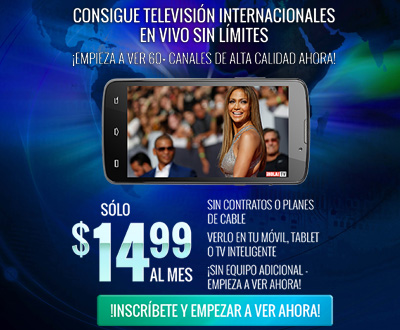 CONSIGUE TELEVISIÓN INTERNACIONALES
EN VIVO SIN LÍMITES
¡EMPIEZA A VER 60+ CANALES DE ALTA CALIDAD AHORA!
¡HOLA! TV
SÓLO
$14.99
AL MES
SIN CONTRATOS O PLANES
DE CABLE
VERLO EN TU MÓVIL, TABLET
O TV INTELIGENTE
¡SIN EQUIPO ADICIONAL -
EMPIEZA A VER AHORA!
!INSCRÍBETE Y EMPEZAR A VER AHORA!